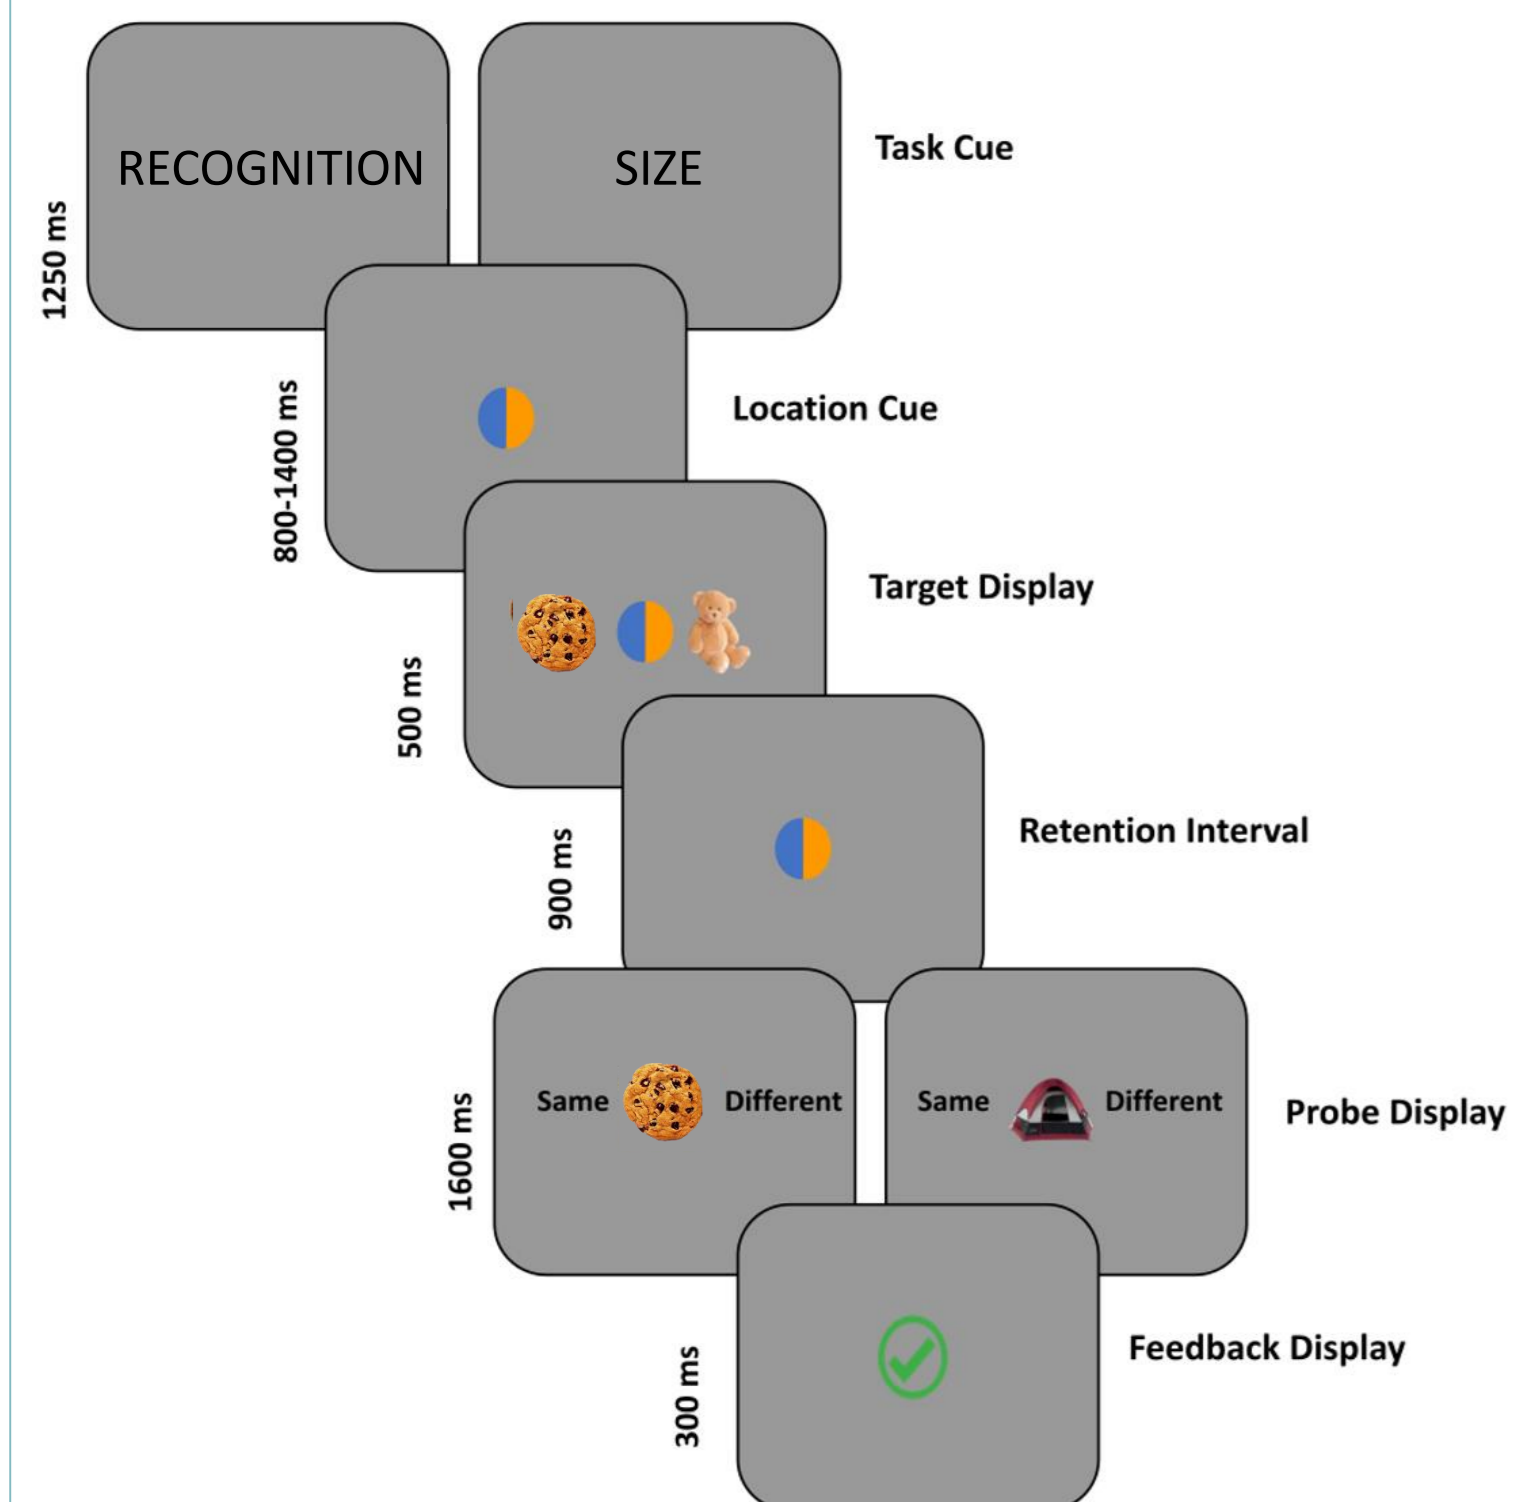 RECOGNITION
SIZE
Task Cue
1250 ms
Location Cue
800-1400 ms
Target Display
500 ms
Retention Interval
900 ms
Same
Different
Same
Different
Probe Display
1600 ms
Feedback Display
300 ms